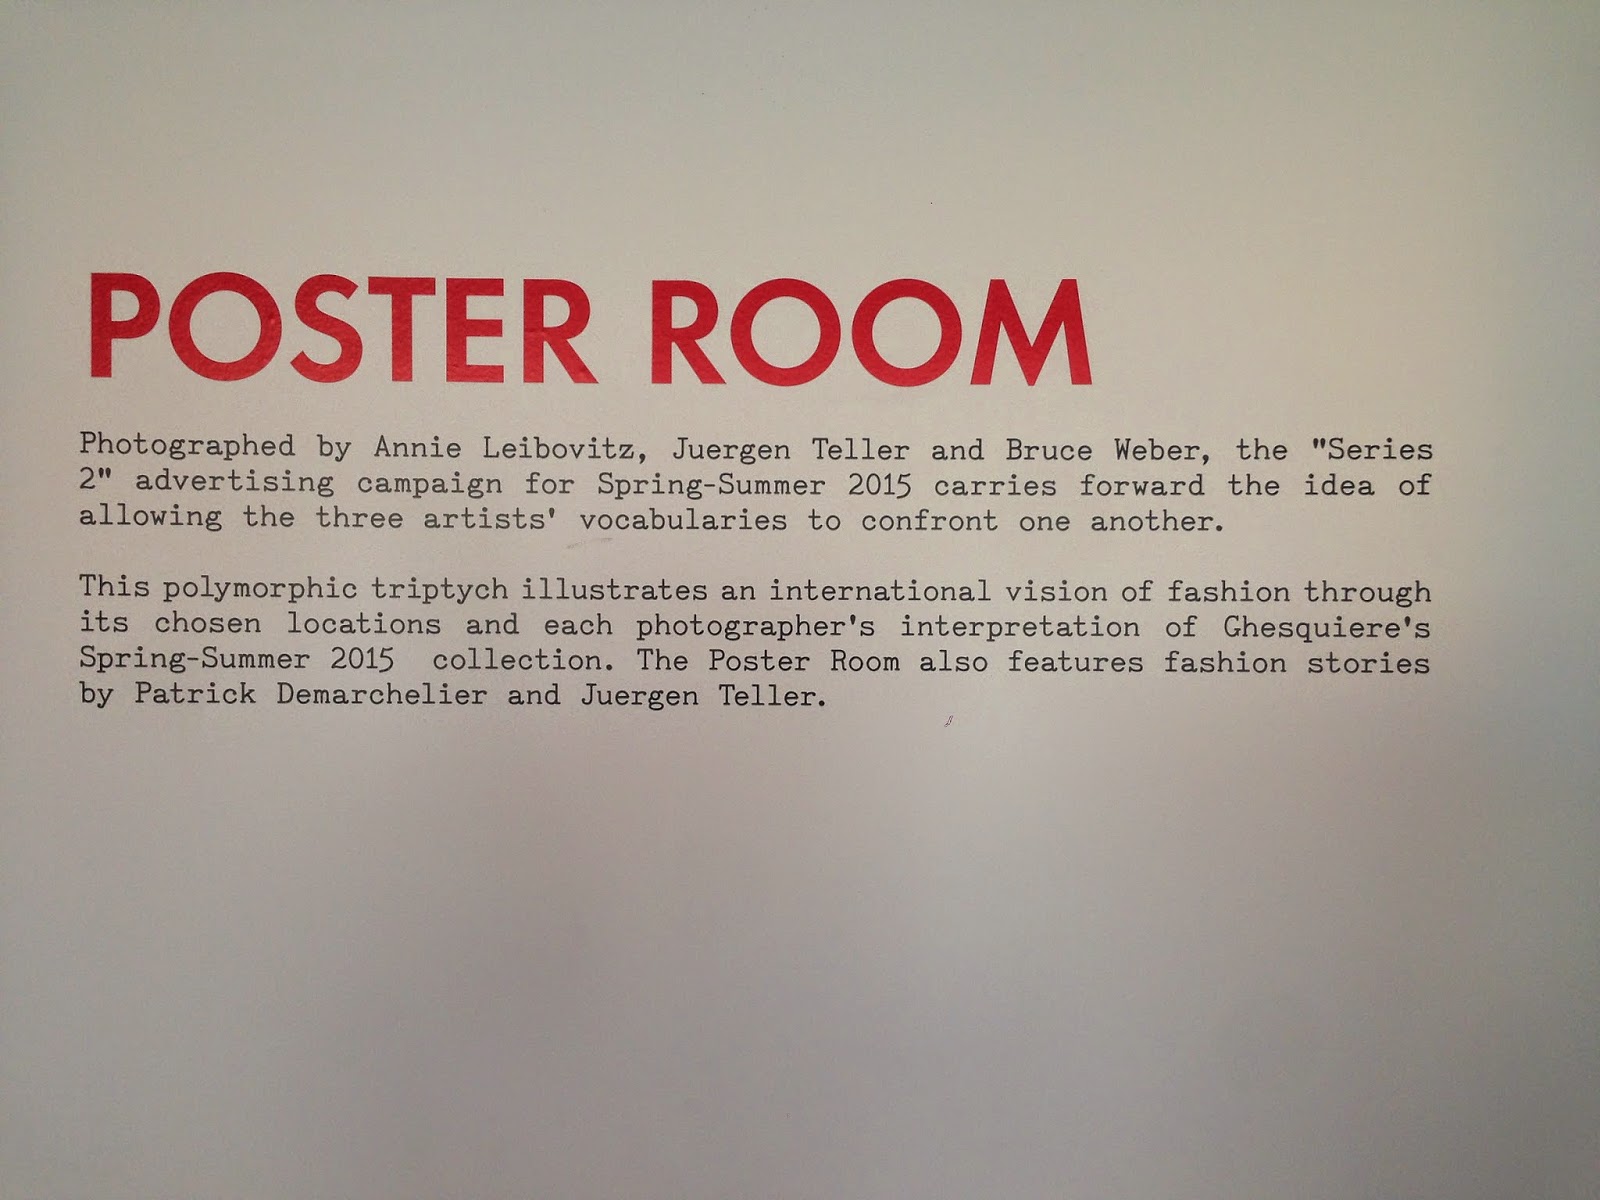 POSTER ROOM
Photographed by Annie Leibovitz, Juergen Teller and Bruce Weber, the "Series
2" advertising campaign for Spring-Summer 2015 carries forward the idea of
allowing the three artists' vocabularies to confront one another.
This polymorphic triptych illustrates an international vision of fashion through
its chosen locations and each photographer's interpretation of Ghesquiere's
Spring-Summer 2015 collection. The Poster Room also features fashion stories
by Patrick Demarchelier and Juergen Teller.